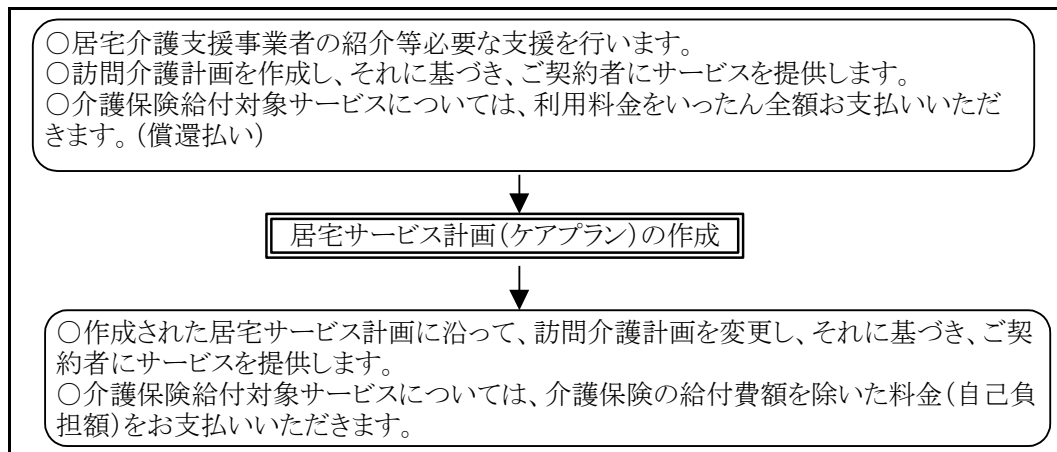 ○居宅介護支援事業者の紹介等必要な支援を行います。
○訪問介護計画を作成し、それに基づき、ご契約者にサービスを提供します。
○介護保険給付対象サービスについては、利用料金をいったん全額お支払いいただ
きます。(償還払い)
居宅サービス計画(ケアプラン)の作成
○作成された居宅サービス計画に沿って、訪問介護計画を変更し、それに基づき、ご契
約者にサービスを提供します。
○介護保険給付対象サービスについては、介護保険の給付費額を除いた料金(自己負
担額)をお支払いいただきます。